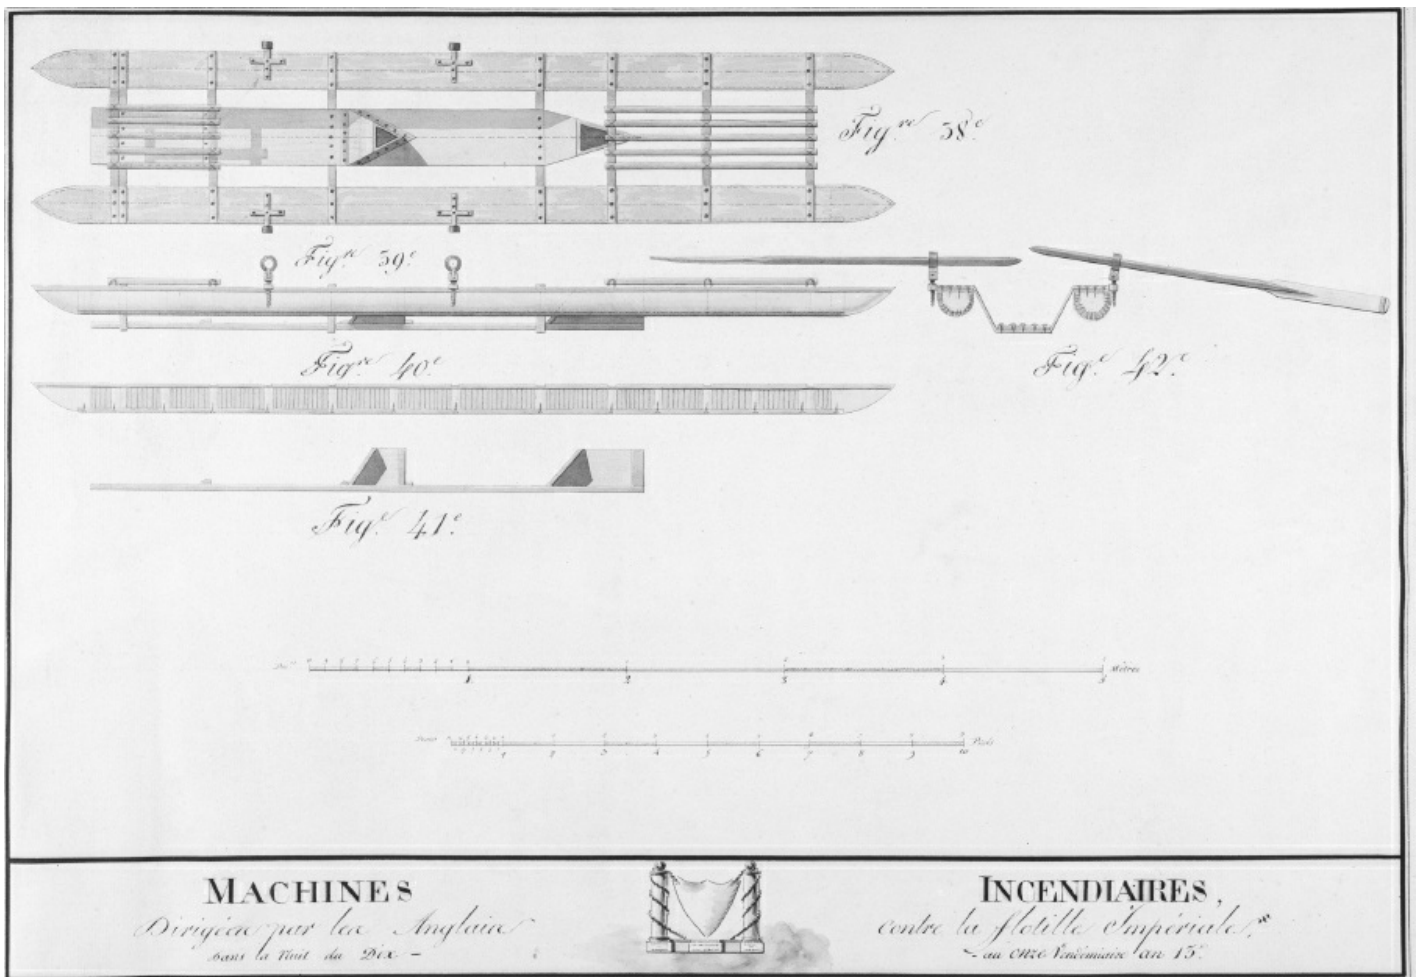 Fig.re 38.e
Fig.re 39.e
Fig.re 40.e
Fig.e 42.e
Fig.e 41.e
1 2 3 4 5 Mètres
1 2 3 4 5 6 7 8 9 10 Pieds
MACHINES INCENDIAIRES,
Dirigées par les Anglais contre la flotille Impériale
dans la Nuit du Dix - - au onze Vendémiaire an 13.e